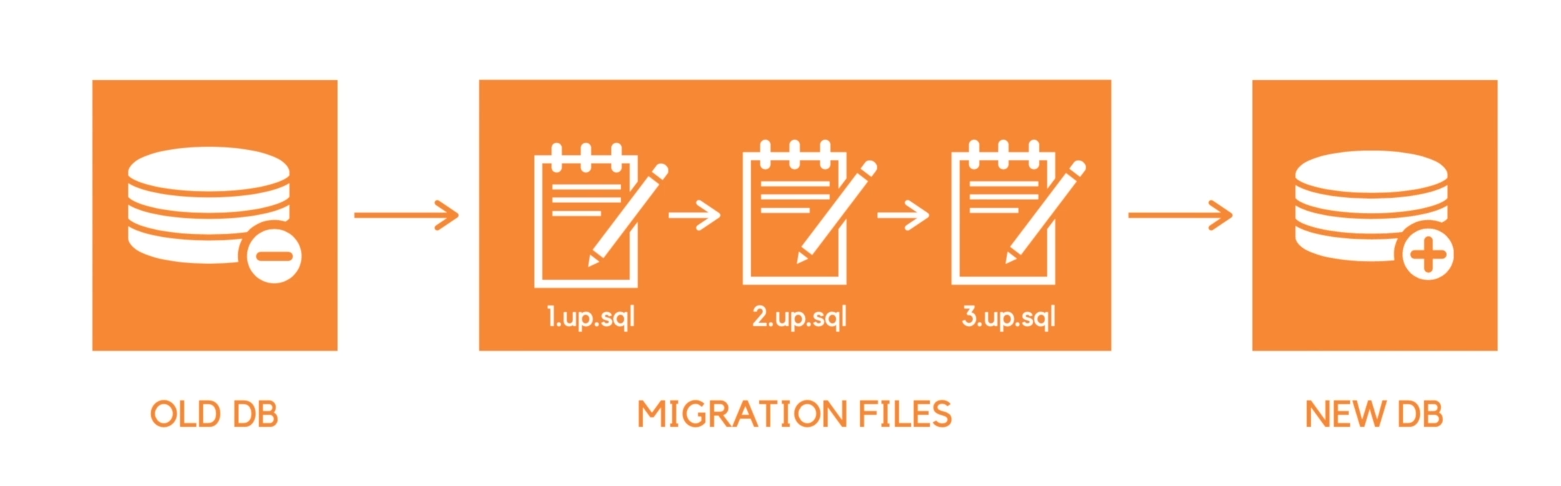 1.up.sql
2.up.sql
3.up.sql
OLD DB
MIGRATION FILES
NEW DB